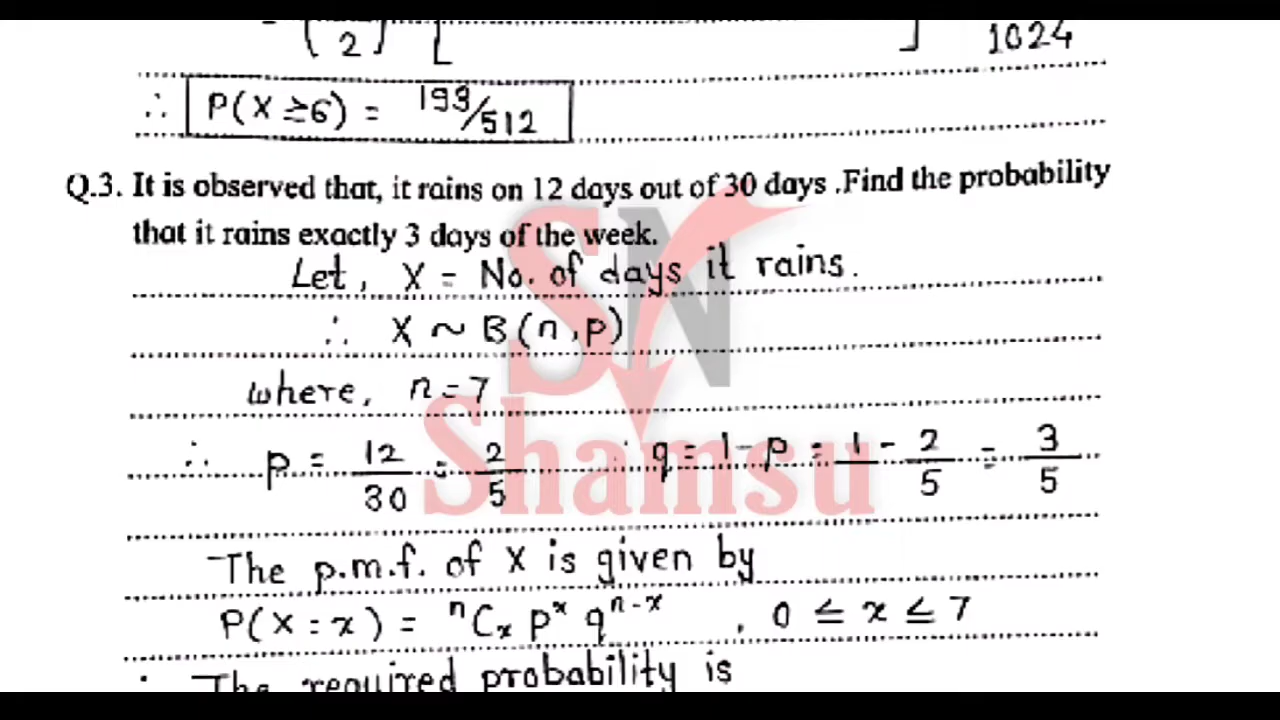 (2) [ ] 1024
∴ P(X ≥6) = 193/512
Q.3. It is observed that, it rains on 12 days out of 30 days .Find the probability
that it rains exactly 3 days of the week.
Let, X = No. of days it rains.
∴ X ~ B(n,p)
where, n=7
∴ p = 12/30 = 2/5 ∴ q = 1-p = 1 - 2/5 = 3/5
The p.m.f. of X is given by
P(X = x) = ⁿCₓ pˣ qⁿ⁻ˣ , 0 ≤ x ≤ 7
∴ The required probability is
SN
Shamsu